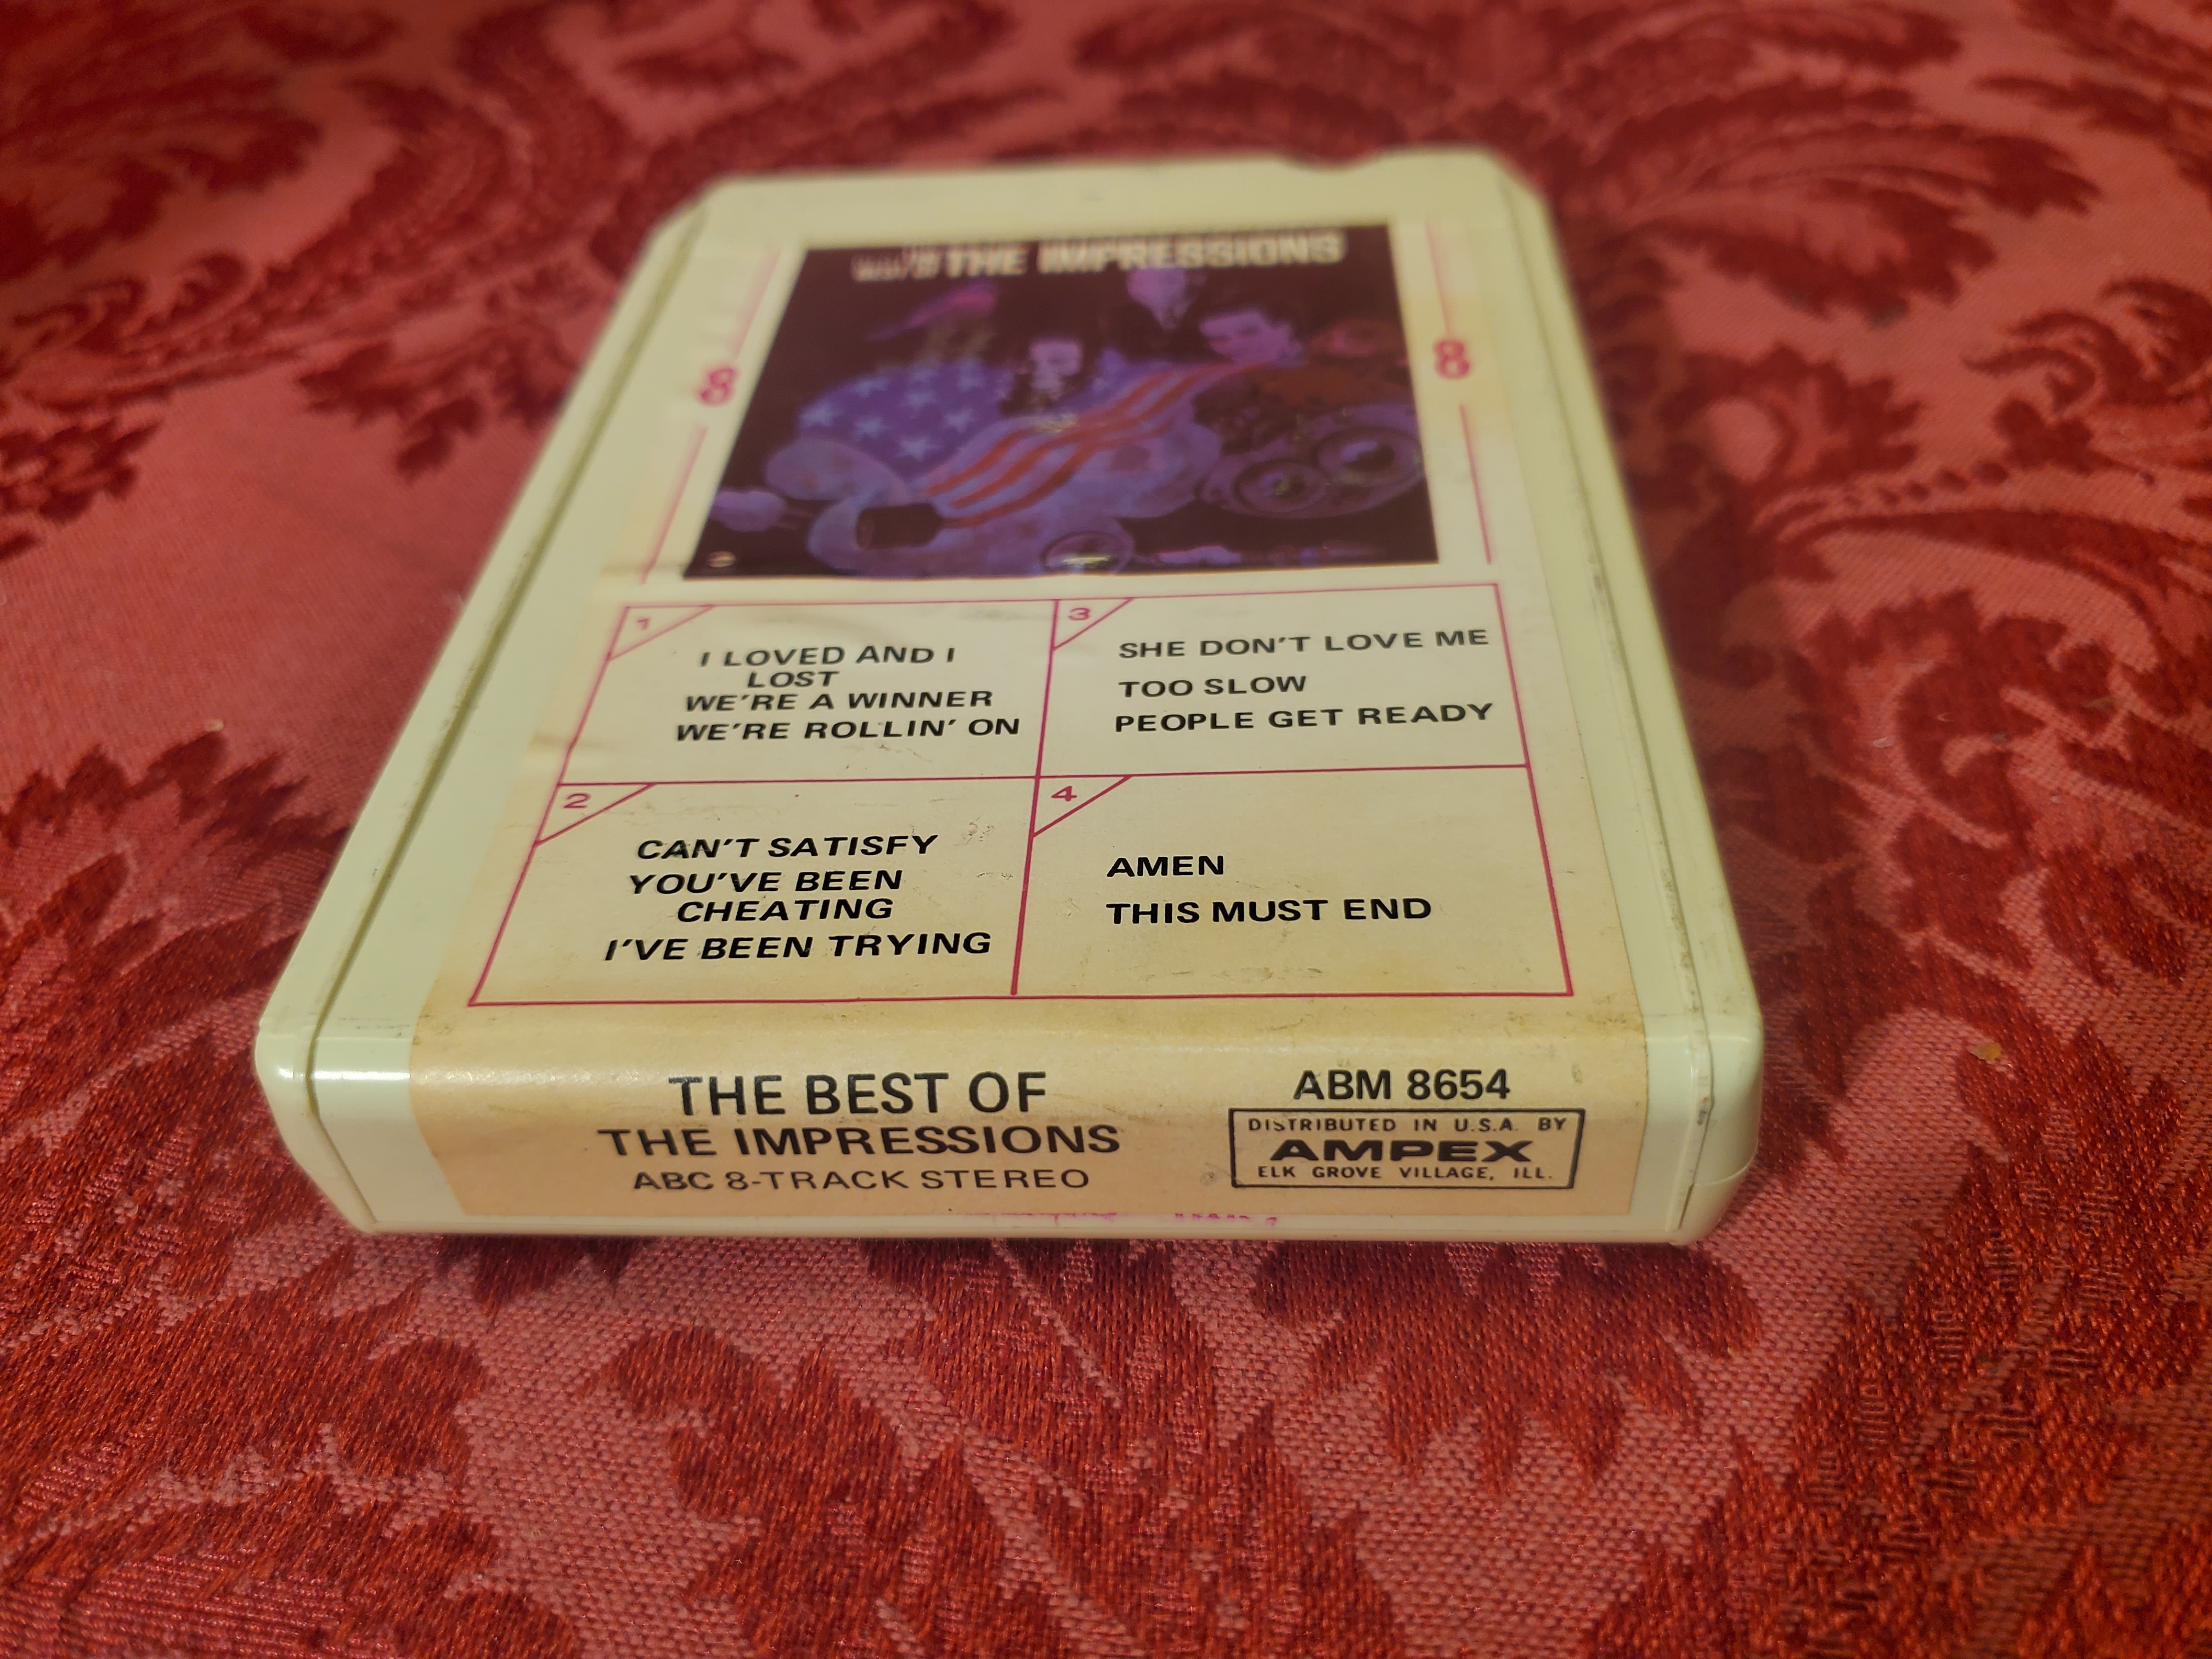 THE BEST OF THE IMPRESSIONS
8
8
1
I LOVED AND I
LOST
WE'RE A WINNER
WE'RE ROLLIN' ON
2
CAN'T SATISFY
YOU'VE BEEN
CHEATING
I'VE BEEN TRYING
3
SHE DON'T LOVE ME
TOO SLOW
PEOPLE GET READY
4
AMEN
THIS MUST END
THE BEST OF
THE IMPRESSIONS
ABC 8-TRACK STEREO
ABM 8654
DISTRIBUTED IN U.S.A. BY
AMPEX
ELK GROVE VILLAGE, ILL.